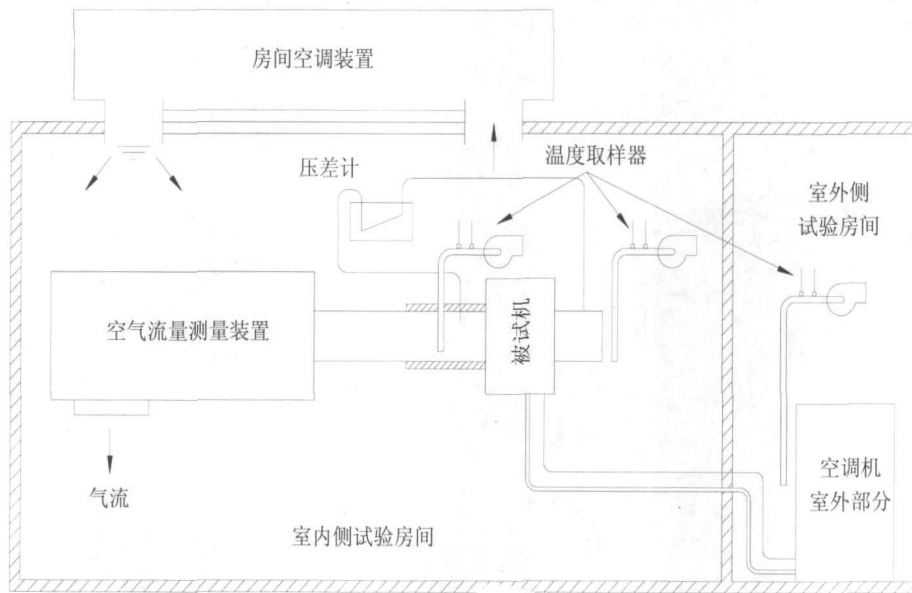 房间空调装置
压差计
温度取样器
室外侧
试验房间
空气流量测量装置
被试机
气流
空调机
室外部分
室内侧试验房间